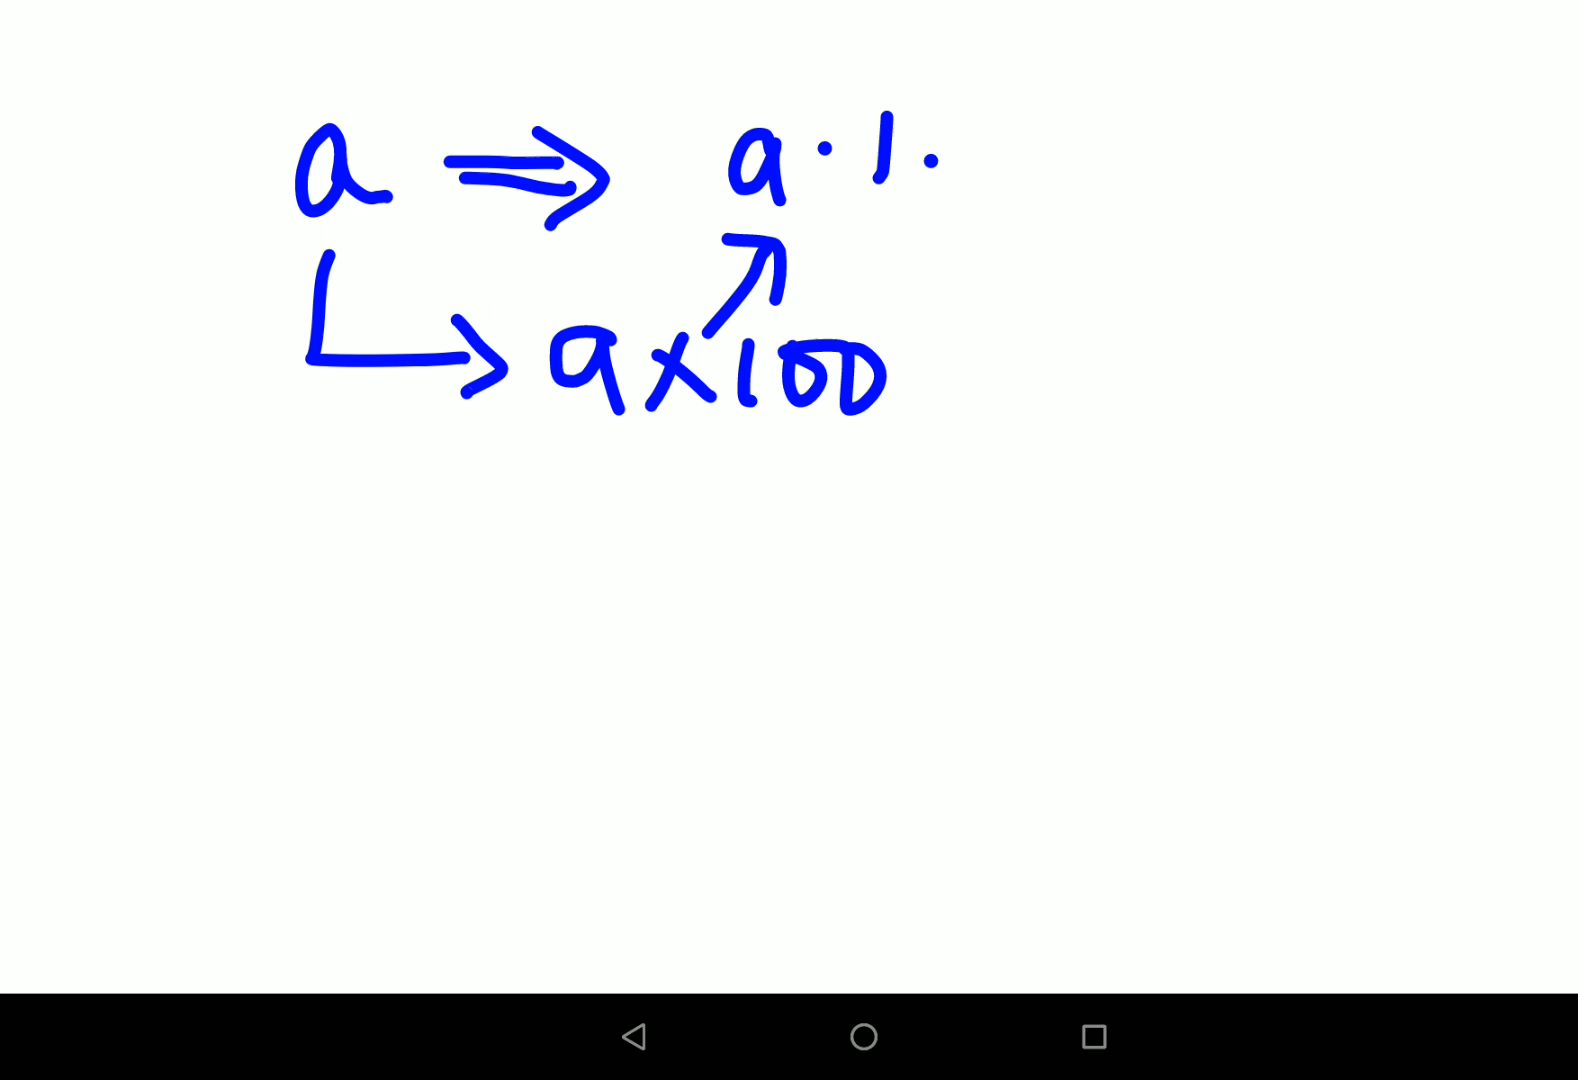 a ⇒ a %
↳ a × 100 ↗